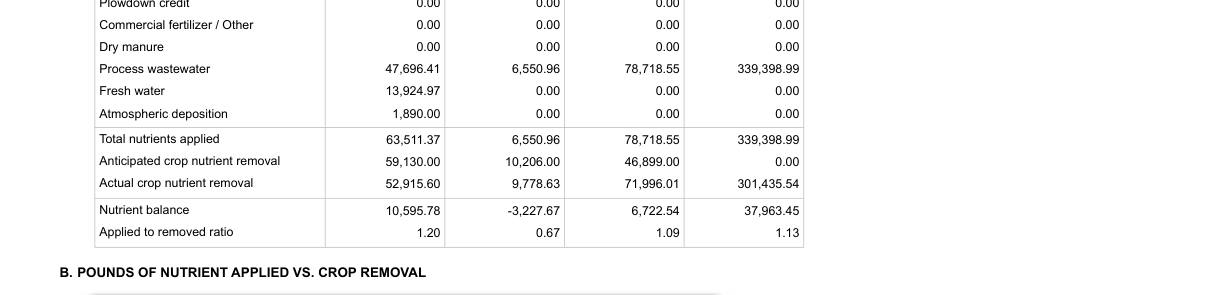 Plowdown credit 0.00 0.00 0.00 0.00
Commercial fertilizer / Other 0.00 0.00 0.00 0.00
Dry manure 0.00 0.00 0.00 0.00
Process wastewater 47,696.41 6,550.96 78,718.55 339,398.99
Fresh water 13,924.97 0.00 0.00 0.00
Atmospheric deposition 1,890.00 0.00 0.00 0.00
Total nutrients applied 63,511.37 6,550.96 78,718.55 339,398.99
Anticipated crop nutrient removal 59,130.00 10,206.00 46,899.00 0.00
Actual crop nutrient removal 52,915.60 9,778.63 71,996.01 301,435.54
Nutrient balance 10,595.78 -3,227.67 6,722.54 37,963.45
Applied to removed ratio 1.20 0.67 1.09 1.13
B. POUNDS OF NUTRIENT APPLIED VS. CROP REMOVAL